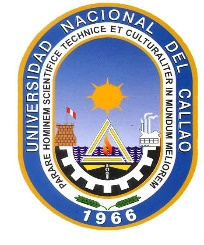 UNIVERSIDAD NACIONAL DEL CALLAO
PARARE HOMINEM SCIENTIFICE TECHNICE ET CULTURALITER IN MUNDUM MELIOREM
1966